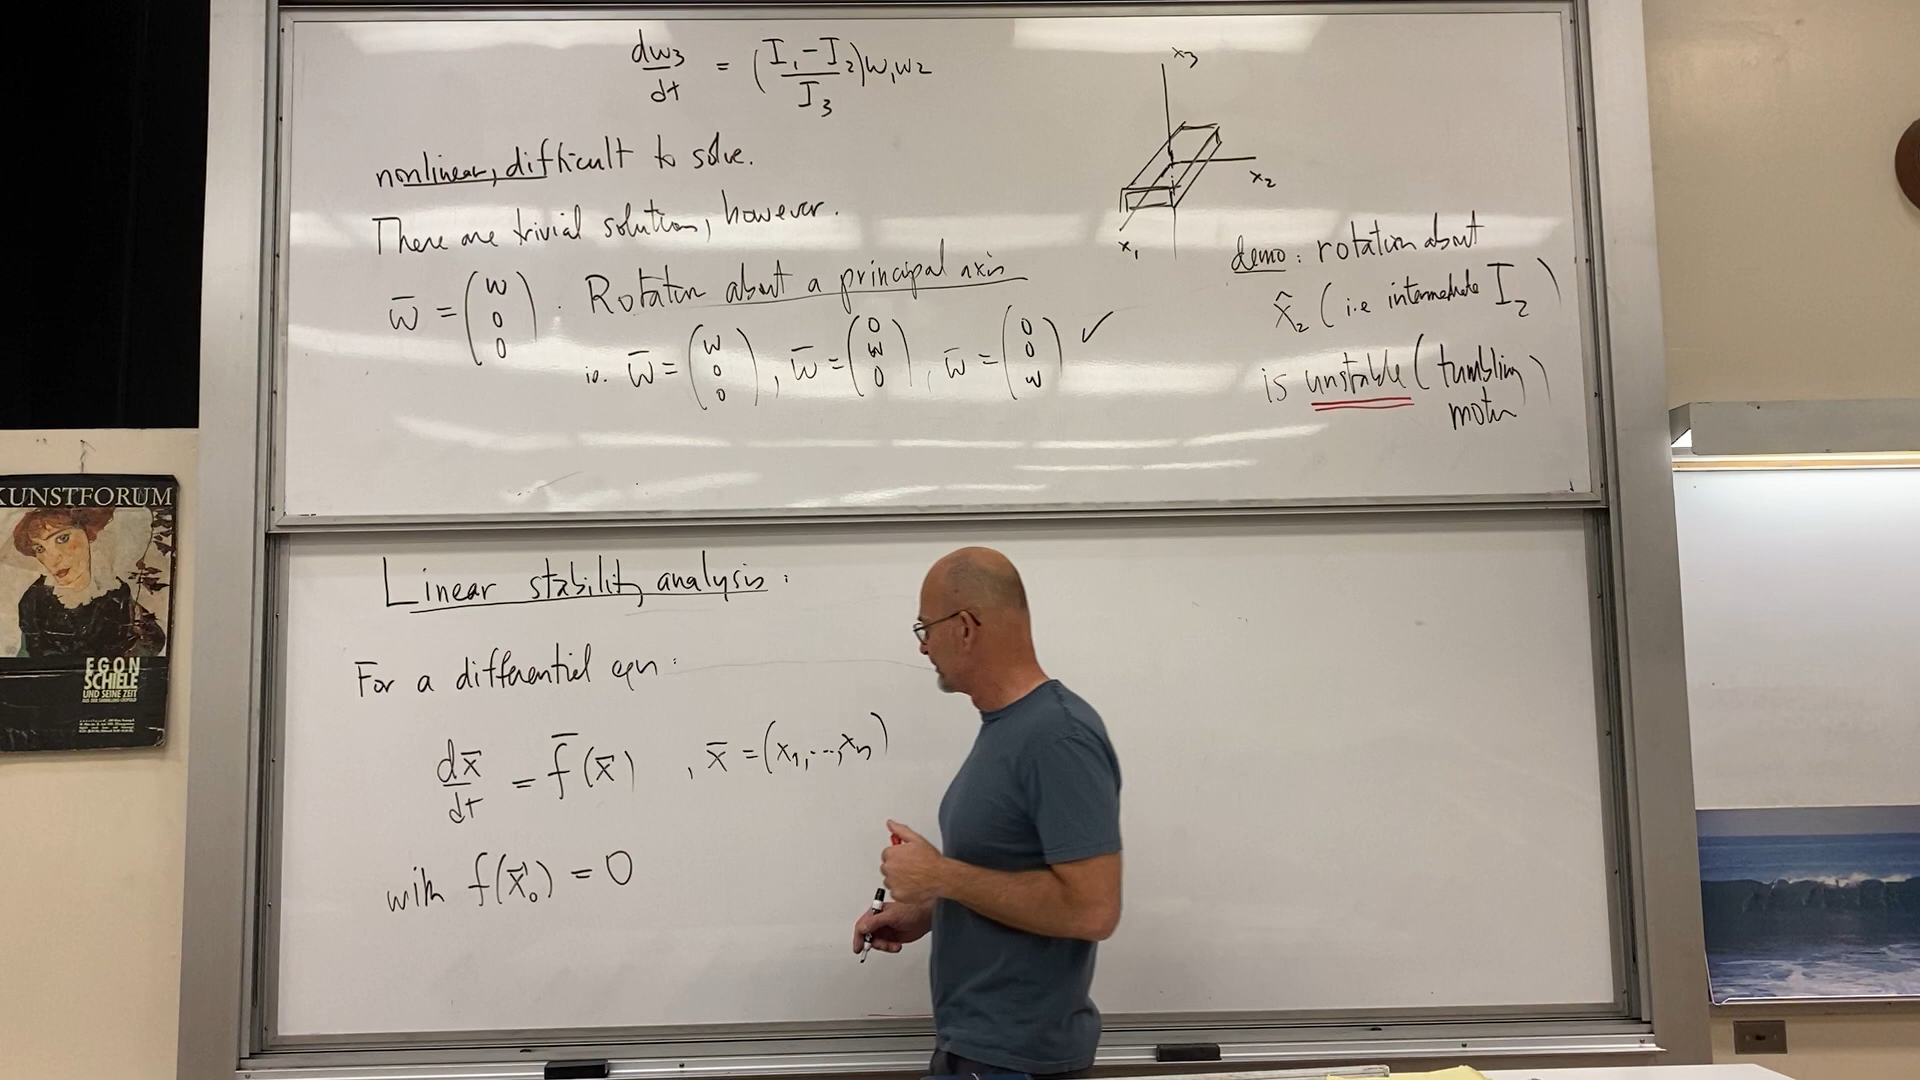 dw₃/dt = (I₁-I₂/I₃)w₁w₂
nonlinear, difficult to solve.
There are trivial solutions, however.
w̄ = (w 0 0) . Rotation about a principal axis
ie. w̄ = (w 0 0), w̄ = (0 w 0), w̄ = (0 0 w) ✓
x₃
x₂
x₁
demo: rotation about
x̂₂ (i.e intermediate I₂)
is unstable (tumbling
motion)
Linear stability analysis:
For a differential eqn:
dx̄/dt = f̄(x̄) , x̄ = (x₁,...,xₙ)
with f(x̄₀) = 0
KUNSTFORUM
EGON
SCHIELE
UND SEINE ZEIT